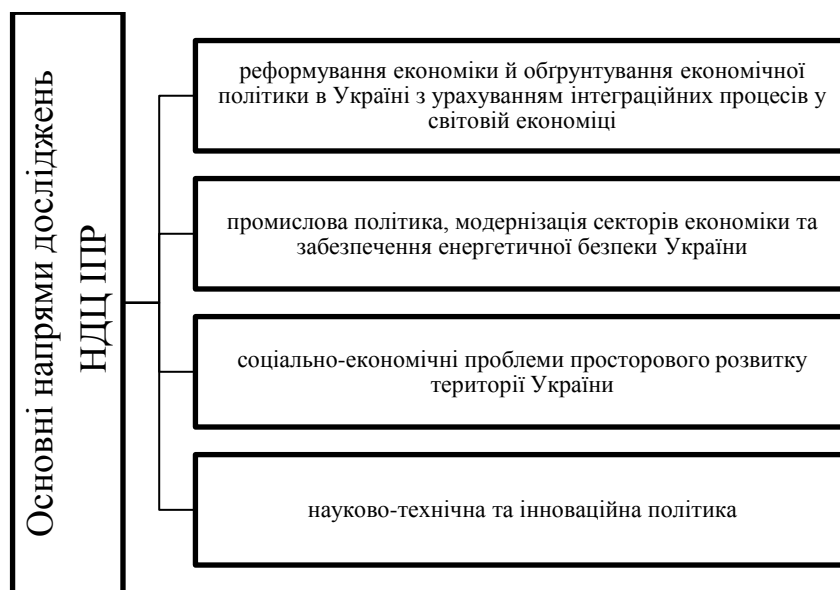 Основні напрями досліджень
НДЦ ІПР
реформування економіки й обґрунтування економічної
політики в Україні з урахуванням інтеграційних процесів у
світовій економіці
промислова політика, модернізація секторів економіки та
забезпечення енергетичної безпеки України
соціально-економічні проблеми просторового розвитку
території України
науково-технічна та інноваційна політика